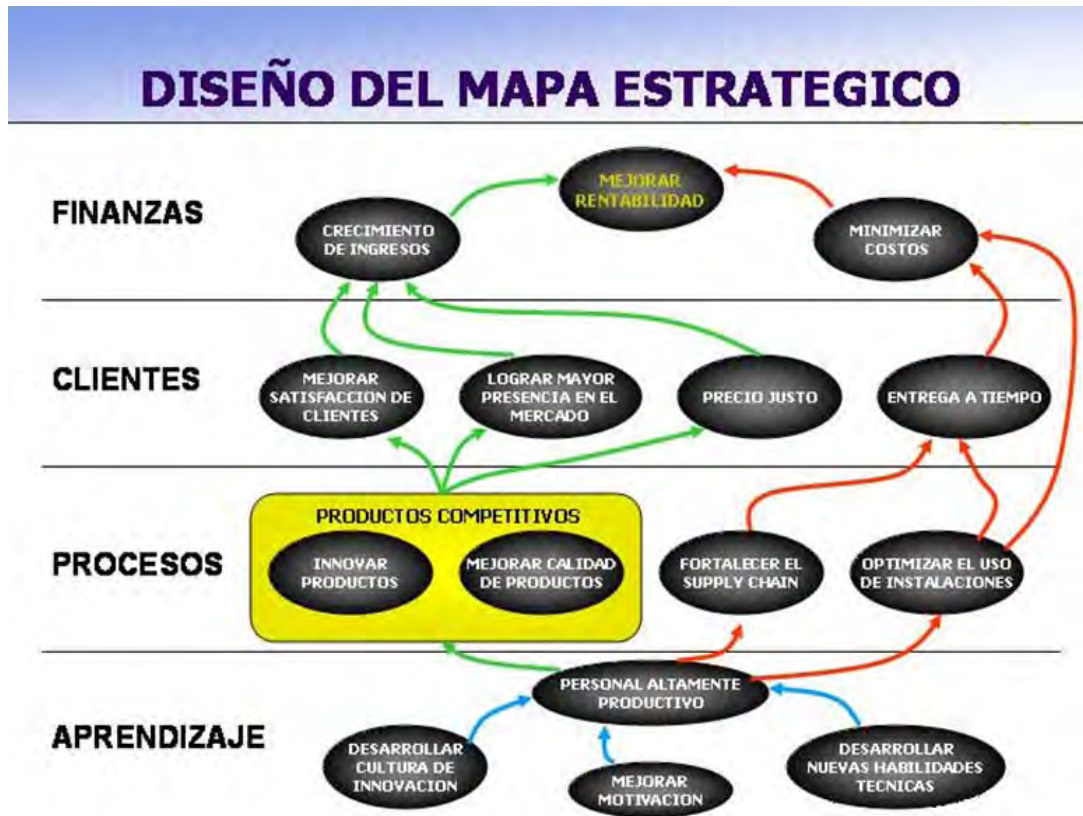 DISEÑO DEL MAPA ESTRATEGICO
FINANZAS
MEJORAR
RENTABILIDAD
CRECIMIENTO
DE INGRESOS
MINIMIZAR
COSTOS
CLIENTES
MEJORAR
SATISFACCION DE
CLIENTES
LOGRAR MAYOR
PRESENCIA EN EL
MERCADO
PRECIO JUSTO
ENTREGA A TIEMPO
PROCESOS
PRODUCTOS COMPETITIVOS
INNOVAR
PRODUCTOS
MEJORAR CALIDAD
DE PRODUCTOS
FORTALECER EL
SUPPLY CHAIN
OPTIMIZAR EL USO
DE INSTALACIONES
APRENDIZAJE
PERSONAL ALTAMENTE
PRODUCTIVO
DESARROLLAR
CULTURA DE
INNOVACION
MEJORAR
MOTIVACION
DESARROLLAR
NUEVAS HABILIDADES
TECNICAS